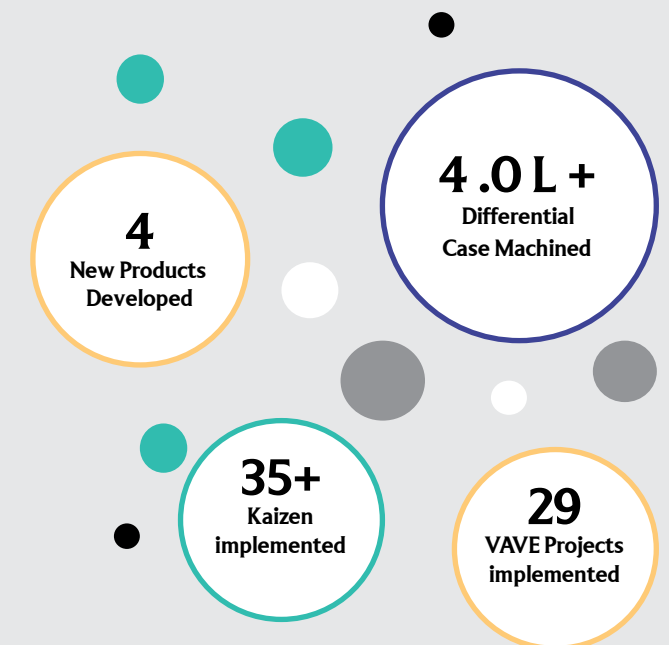 4 .0 L +
Differential
Case Machined
4
New Products
Developed
35+
Kaizen
implemented
29
VAVE Projects
implemented